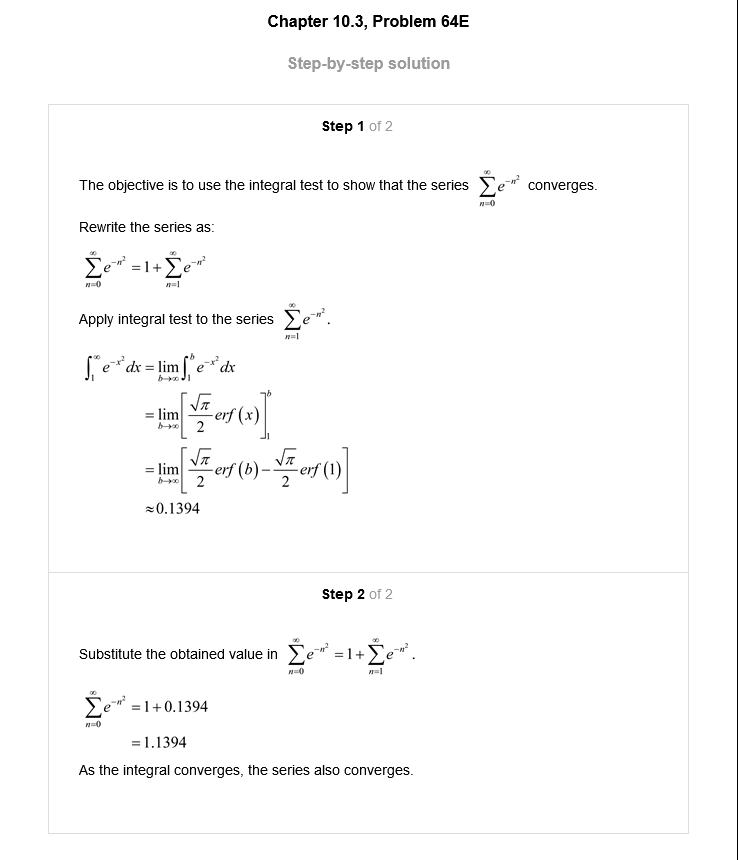 Chapter 10.3, Problem 64E
Step-by-step solution
Step 1 of 2
The objective is to use the integral test to show that the series $\sum_{n=0}^{\infty} e^{-n^2}$ converges.
Rewrite the series as:
$\sum_{n=0}^{\infty} e^{-n^2} = 1 + \sum_{n=1}^{\infty} e^{-n^2}$
Apply integral test to the series $\sum_{n=1}^{\infty} e^{-n^2}$.
$\int_1^{\infty} e^{-x^2} dx = \lim_{b \to \infty} \int_1^b e^{-x^2} dx$
$= \lim_{b \to \infty} \left[ \frac{\sqrt{\pi}}{2} erf(x) \right]_1^b$
$= \lim_{b \to \infty} \left[ \frac{\sqrt{\pi}}{2} erf(b) - \frac{\sqrt{\pi}}{2} erf(1) \right]$
$\approx 0.1394$
Step 2 of 2
Substitute the obtained value in $\sum_{n=0}^{\infty} e^{-n^2} = 1 + \sum_{n=1}^{\infty} e^{-n^2}$.
$\sum_{n=0}^{\infty} e^{-n^2} = 1 + 0.1394$
$= 1.1394$
As the integral converges, the series also converges.